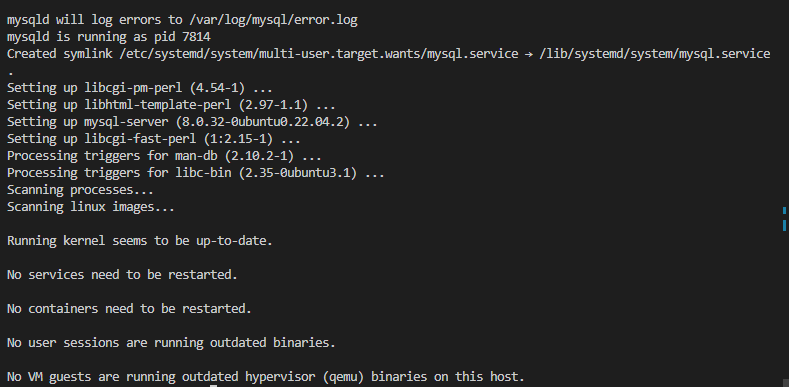 mysqld will log errors to /var/log/mysql/error.log
mysqld is running as pid 7814
Created symlink /etc/systemd/system/multi-user.target.wants/mysql.service → /lib/systemd/system/mysql.service
.
Setting up libcgi-pm-perl (4.54-1) ...
Setting up libhtml-template-perl (2.97-1.1) ...
Setting up mysql-server (8.0.32-0ubuntu0.22.04.2) ...
Setting up libcgi-fast-perl (1:2.15-1) ...
Processing triggers for man-db (2.10.2-1) ...
Processing triggers for libc-bin (2.35-0ubuntu3.1) ...
Scanning processes...
Scanning linux images...
Running kernel seems to be up-to-date.
No services need to be restarted.
No containers need to be restarted.
No user sessions are running outdated binaries.
No VM guests are running outdated hypervisor (qemu) binaries on this host.